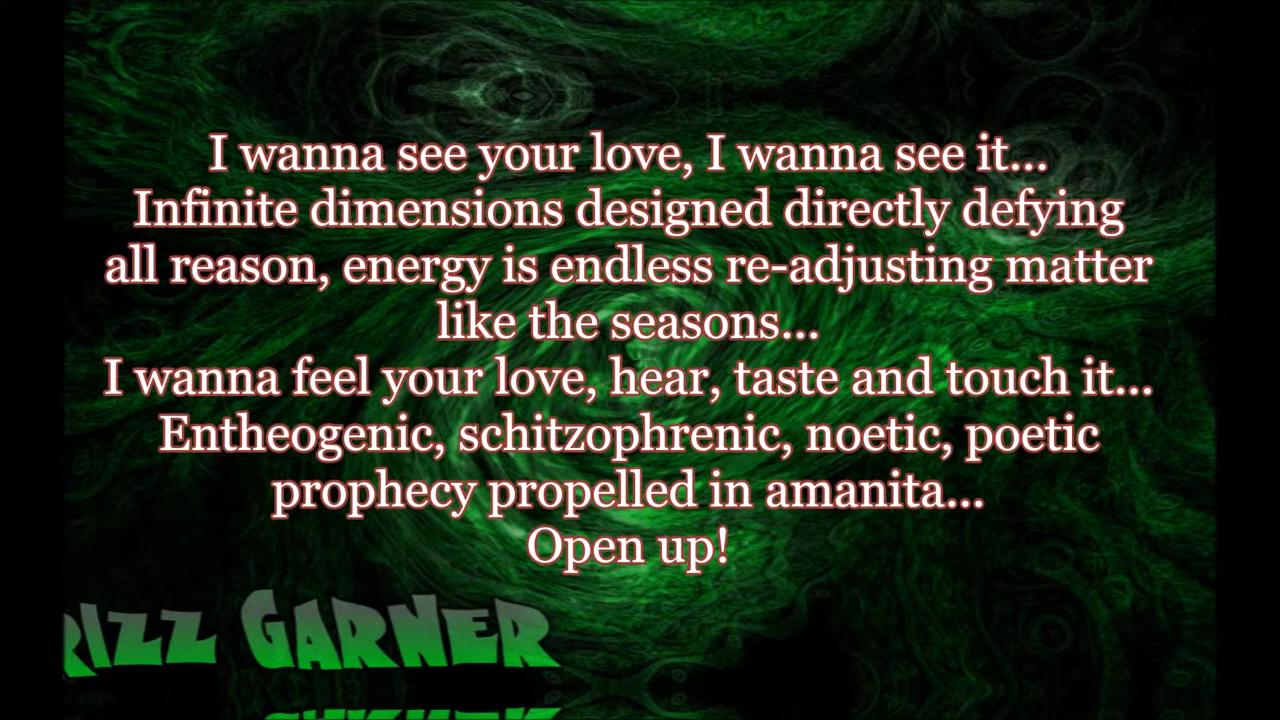 I wanna see your love, I wanna see it...
Infinite dimensions designed directly defying
all reason, energy is endless re-adjusting matter
like the seasons...
I wanna feel your love, hear, taste and touch it...
Entheogenic, schitzophrenic, noetic, poetic
prophecy propelled in amanita...
Open up!
RIZZ GARNER